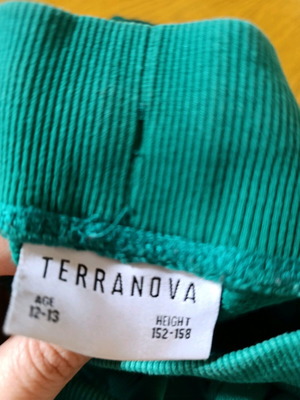 TERRANOVA
AGE
12-13
HEIGHT
152-158